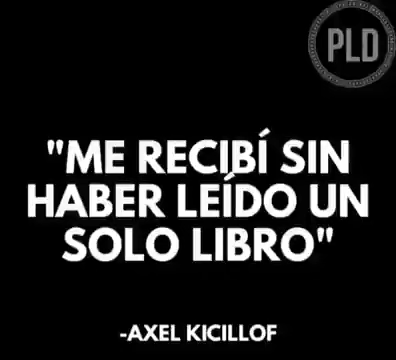 PLD
"ME RECIBÍ SIN
HABER LEÍDO UN
SOLO LIBRO"
-AXEL KICILLOF